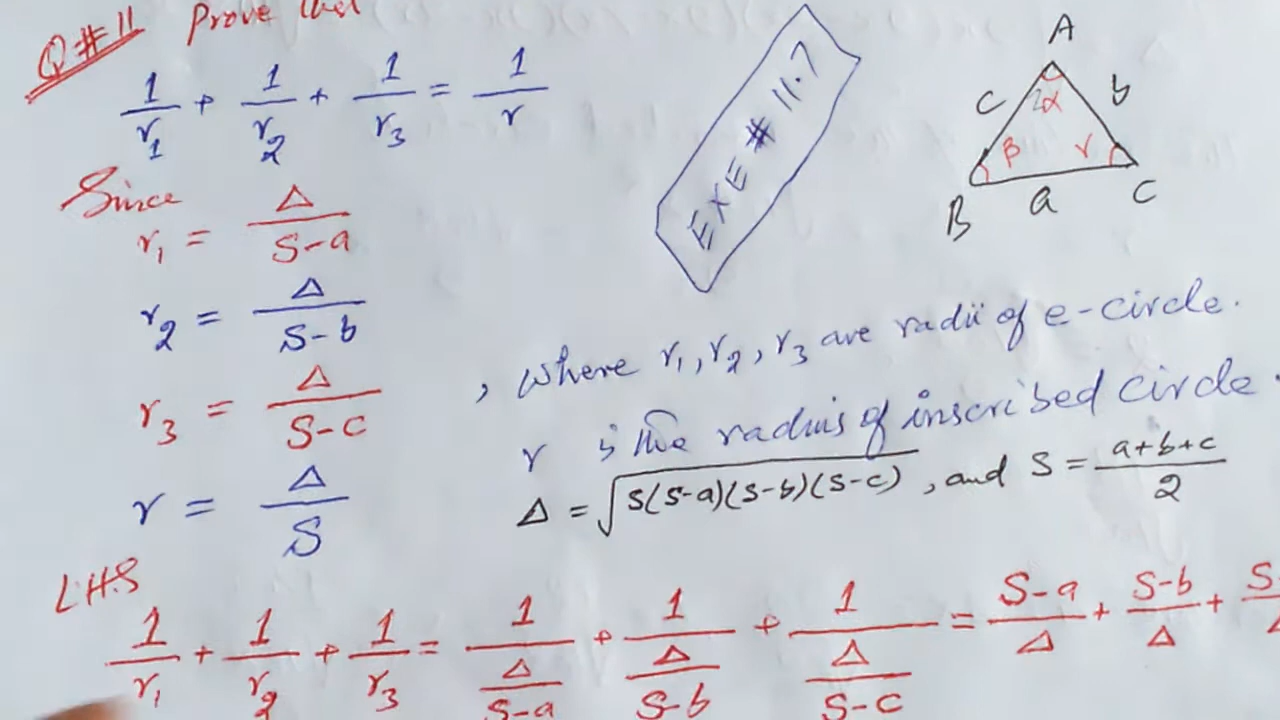 Q#11 Prove that
1/r₁ + 1/r₂ + 1/r₃ = 1/r
EXE # 11.7
A
c 2α b
β γ
B a C
Since
r₁ = Δ/(S-a)
r₂ = Δ/(S-b)
r₃ = Δ/(S-c)
, where r₁, r₂, r₃ are radii of e-circle.
r is the radius of inscribed circle.
r = Δ/S
Δ = √(S(S-a)(S-b)(S-c)) , and S = (a+b+c)/2
L.H.S
1/r₁ + 1/r₂ + 1/r₃ = 1/(Δ/(S-a)) + 1/(Δ/(S-b)) + 1/(Δ/(S-c)) = (S-a)/Δ + (S-b)/Δ +